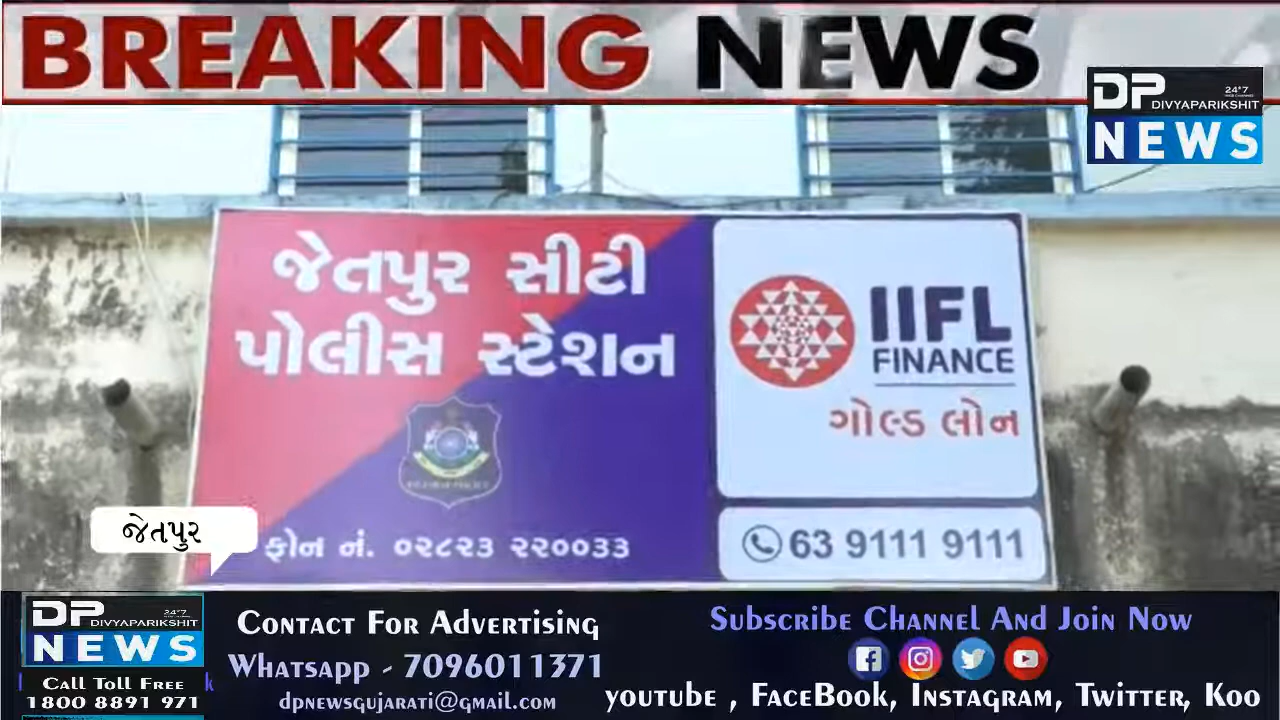 BREAKING NEWS
DP
24*7
DIVYAPARIKSHIT
NEWS
જેતપુર સીટી
પોલીસ સ્ટેશન
ફોન નં. ૦૨૮૨૩ ૨૨૦૦૩૩
IIFL
FINANCE
ગોલ્ડ લોન
63 9111 9111
જેતપુર
DP
24*7
DIVYAPARIKSHIT
NEWS
Call Toll Free
1800 8891 971
Contact For Advertising
Whatsapp - 7096011371
dpnewsgujarati@gmail.com
Subscribe Channel And Join Now
youtube , FaceBook, Instagram, Twitter, Koo